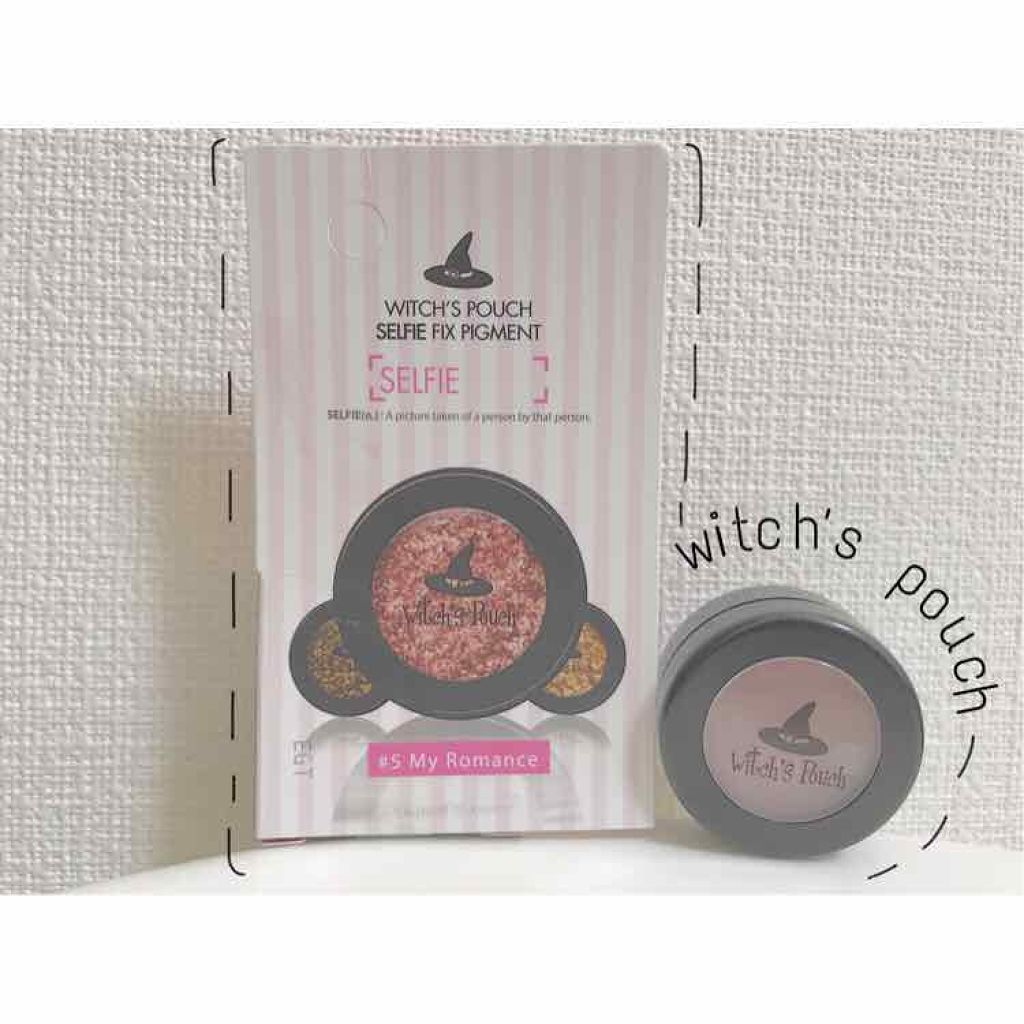 WITCH'S POUCH
SELFIE FIX PIGMENT
SELFIE
SELFIE(n.) : A picture taken of a person by that person.
Witch's Pouch
#5 My Romance
witch's pouch
Witch's Pouch